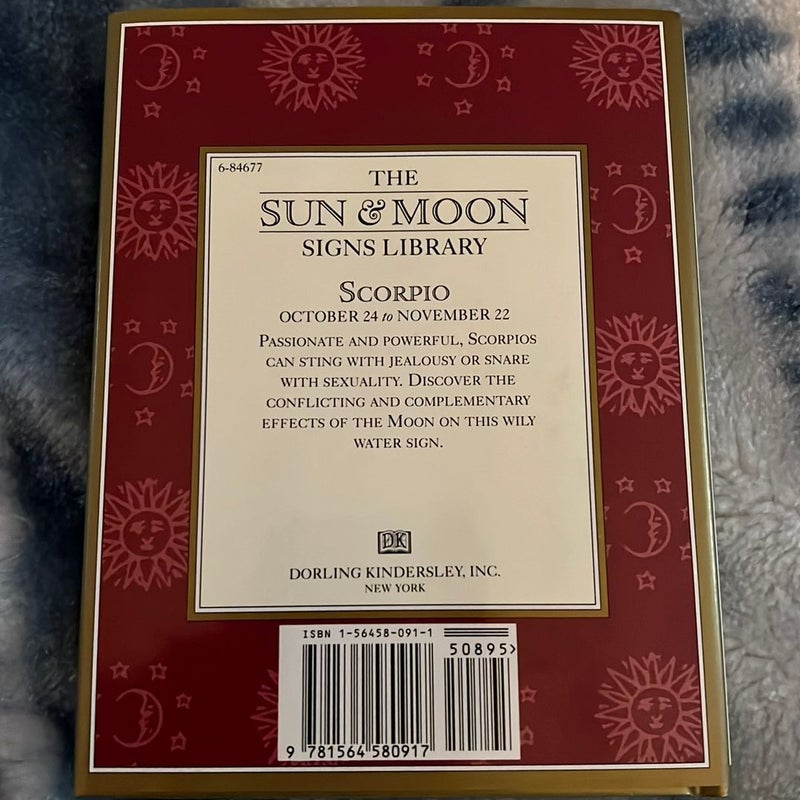 6-84677
THE
SUN & MOON
SIGNS LIBRARY
SCORPIO
OCTOBER 24 to NOVEMBER 22
PASSIONATE AND POWERFUL, SCORPIOS
CAN STING WITH JEALOUSY OR SNARE
WITH SEXUALITY. DISCOVER THE
CONFLICTING AND COMPLEMENTARY
EFFECTS OF THE MOON ON THIS WILY
WATER SIGN.
DK
DORLING KINDERSLEY, INC.
NEW YORK
ISBN 1-56458-091-1
50895>
9 781564 580917